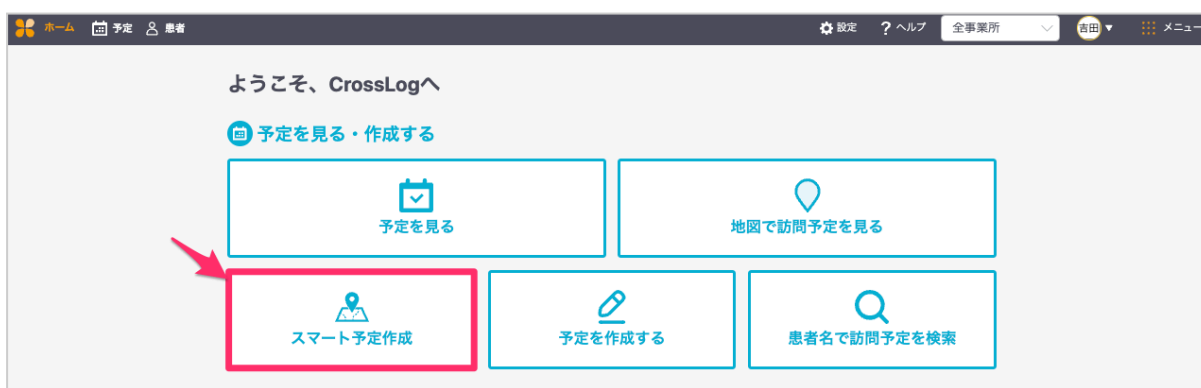 ホーム 予定 患者 設定 ? ヘルプ 全事業所 吉田 ▼ メニュー
ようこそ、CrossLogへ
予定を見る・作成する
予定を見る 地図で訪問予定を見る
スマート予定作成 予定を作成する 患者名で訪問予定を検索